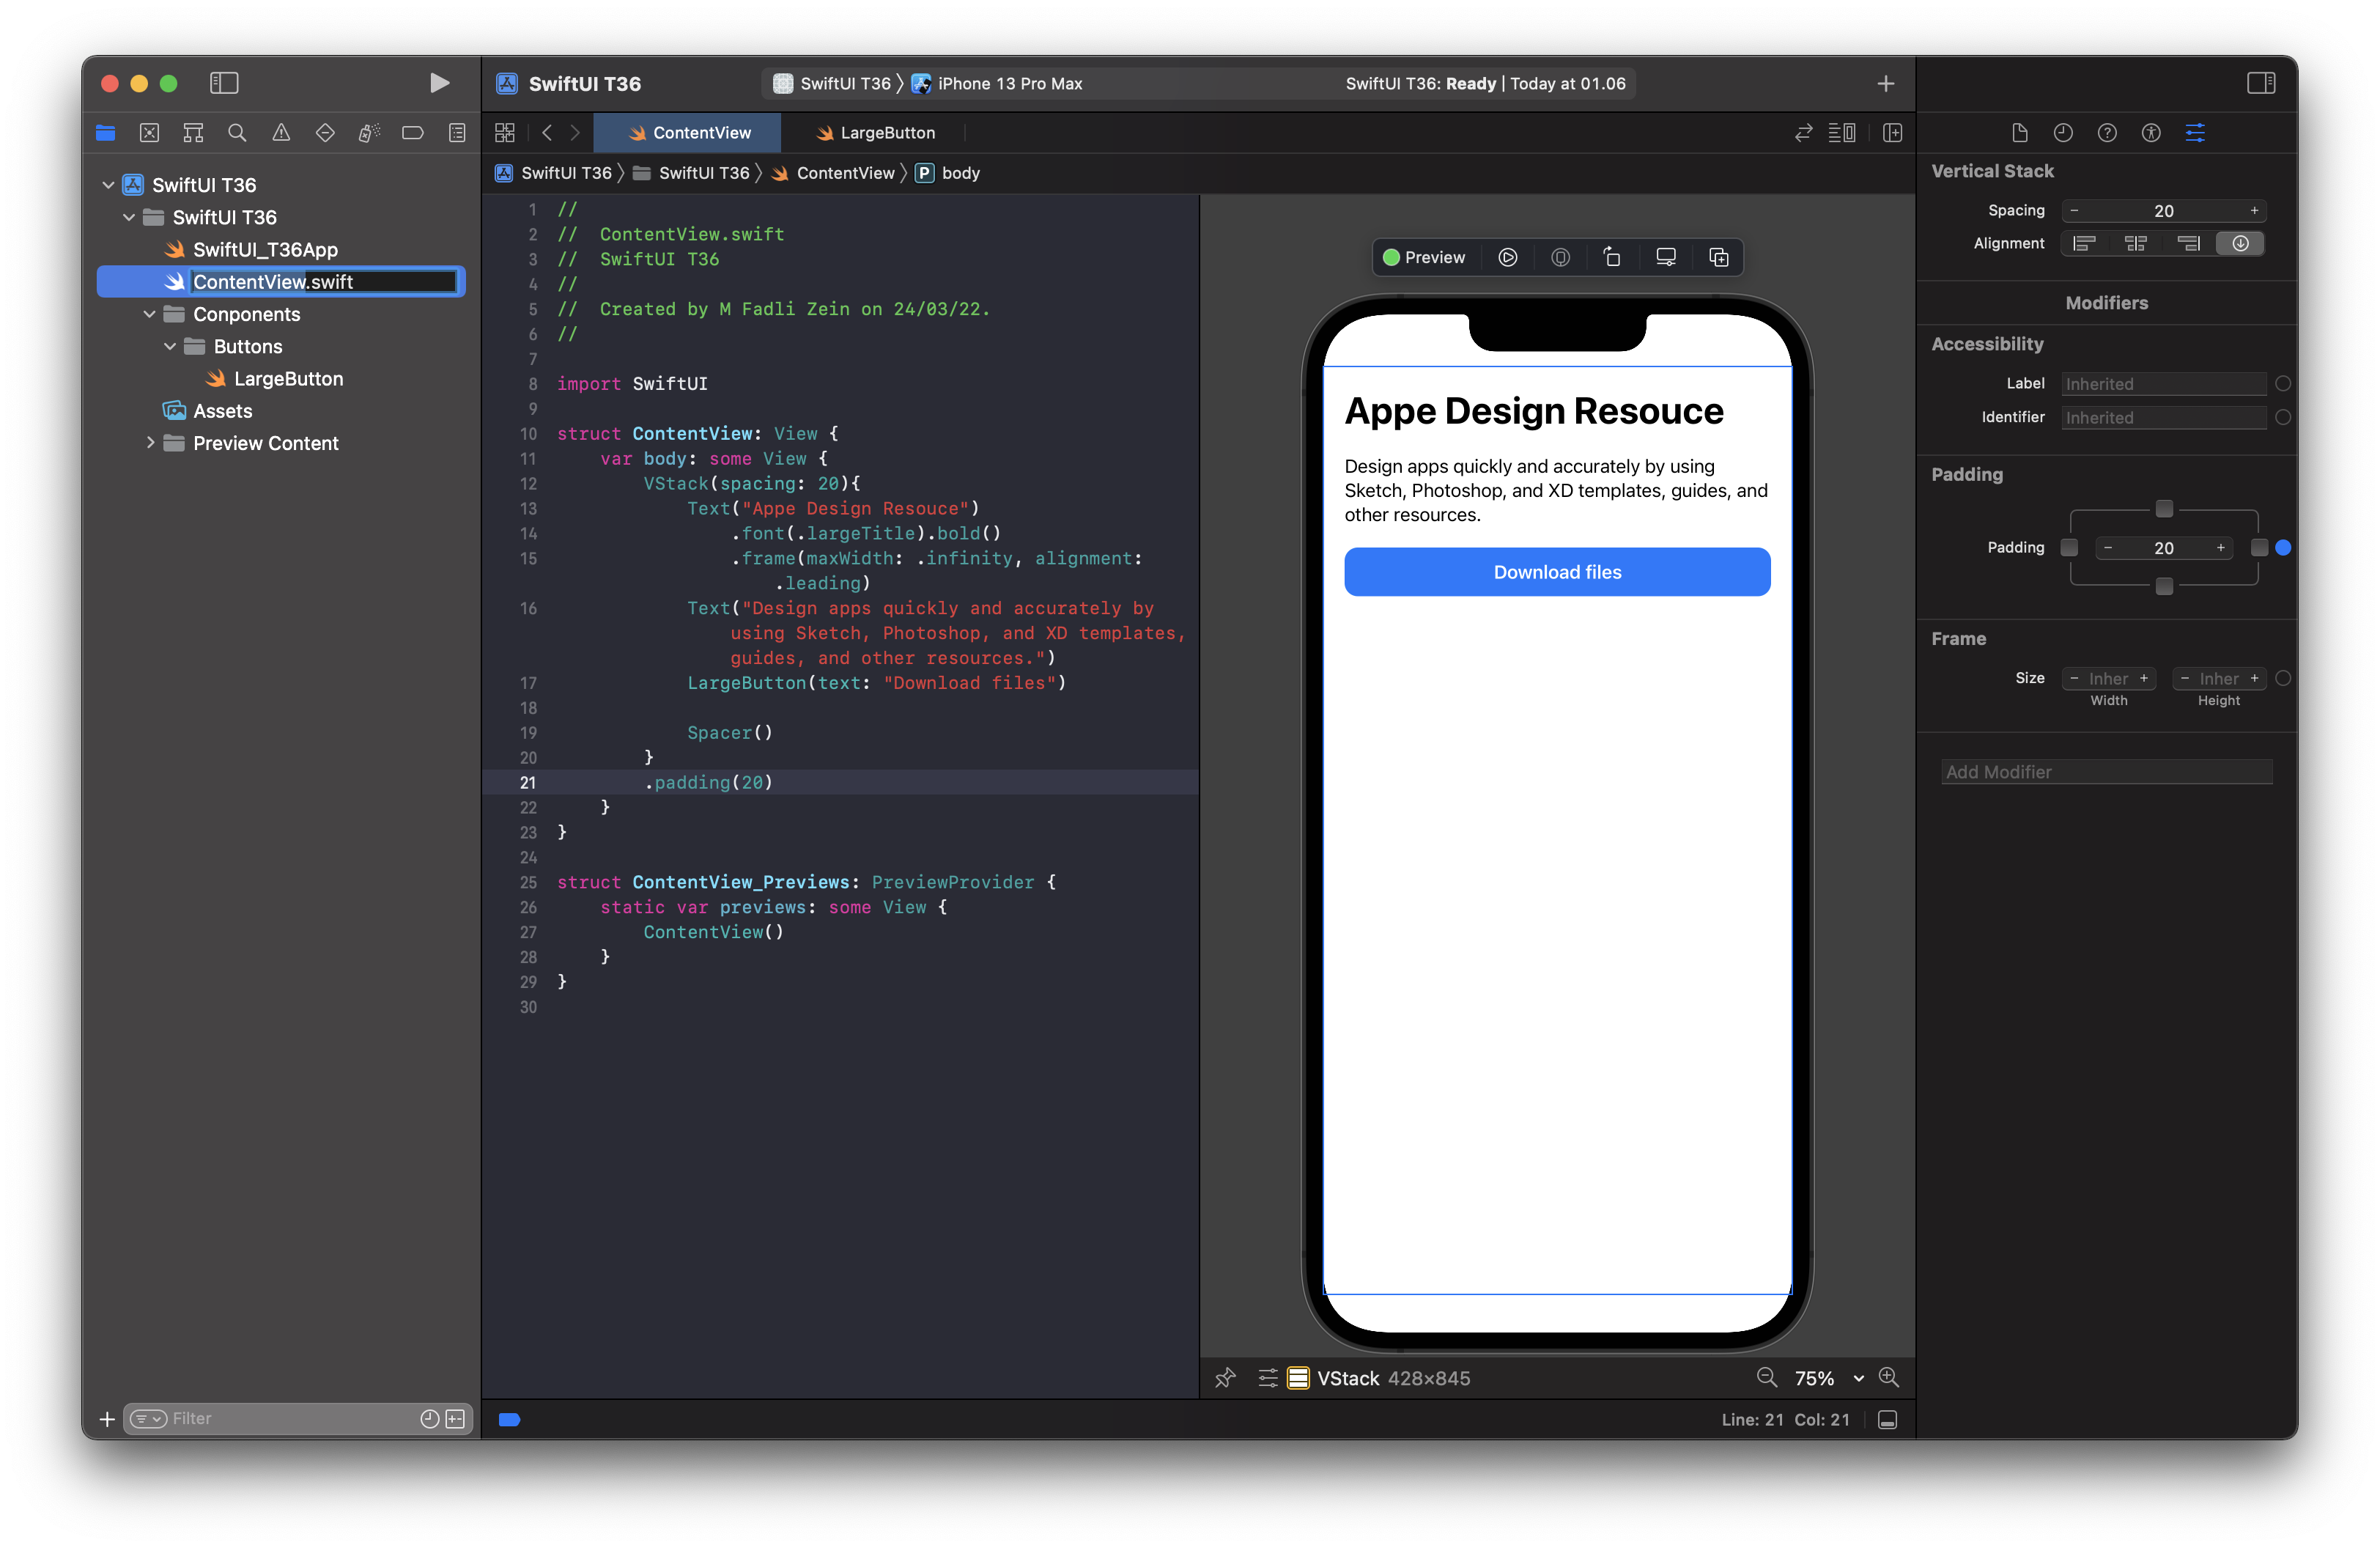 SwiftUI T36
SwiftUI T36 〉 iPhone 13 Pro Max
SwiftUI T36: Ready | Today at 01.06
SwiftUI T36
SwiftUI T36
SwiftUI_T36App
ContentView.swift
Conponents
Buttons
LargeButton
Assets
Preview Content
Filter
ContentView
LargeButton
SwiftUI T36 〉 SwiftUI T36 〉 ContentView 〉 P body
1 //
2 //  ContentView.swift
3 //  SwiftUI T36
4 //
5 //  Created by M Fadli Zein on 24/03/22.
6 //
7
8 import SwiftUI
9
10 struct ContentView: View {
11     var body: some View {
12         VStack(spacing: 20){
13             Text("Appe Design Resouce")
14                 .font(.largeTitle).bold()
15                 .frame(maxWidth: .infinity, alignment:
.leading)
16             Text("Design apps quickly and accurately by
using Sketch, Photoshop, and XD templates,
guides, and other resources.")
17             LargeButton(text: "Download files")
18
19             Spacer()
20         }
21         .padding(20)
22     }
23 }
24
25 struct ContentView_Previews: PreviewProvider {
26     static var previews: some View {
27         ContentView()
28     }
29 }
30
Preview
Appe Design Resouce
Design apps quickly and accurately by using
Sketch, Photoshop, and XD templates, guides, and
other resources.
Download files
VStack 428×845
75%
Line: 21 Col: 21
Vertical Stack
Spacing - 20 +
Alignment
Modifiers
Accessibility
Label Inherited
Identifier Inherited
Padding
Padding - 20 +
Frame
Size - Inher + - Inher +
Width Height
Add Modifier